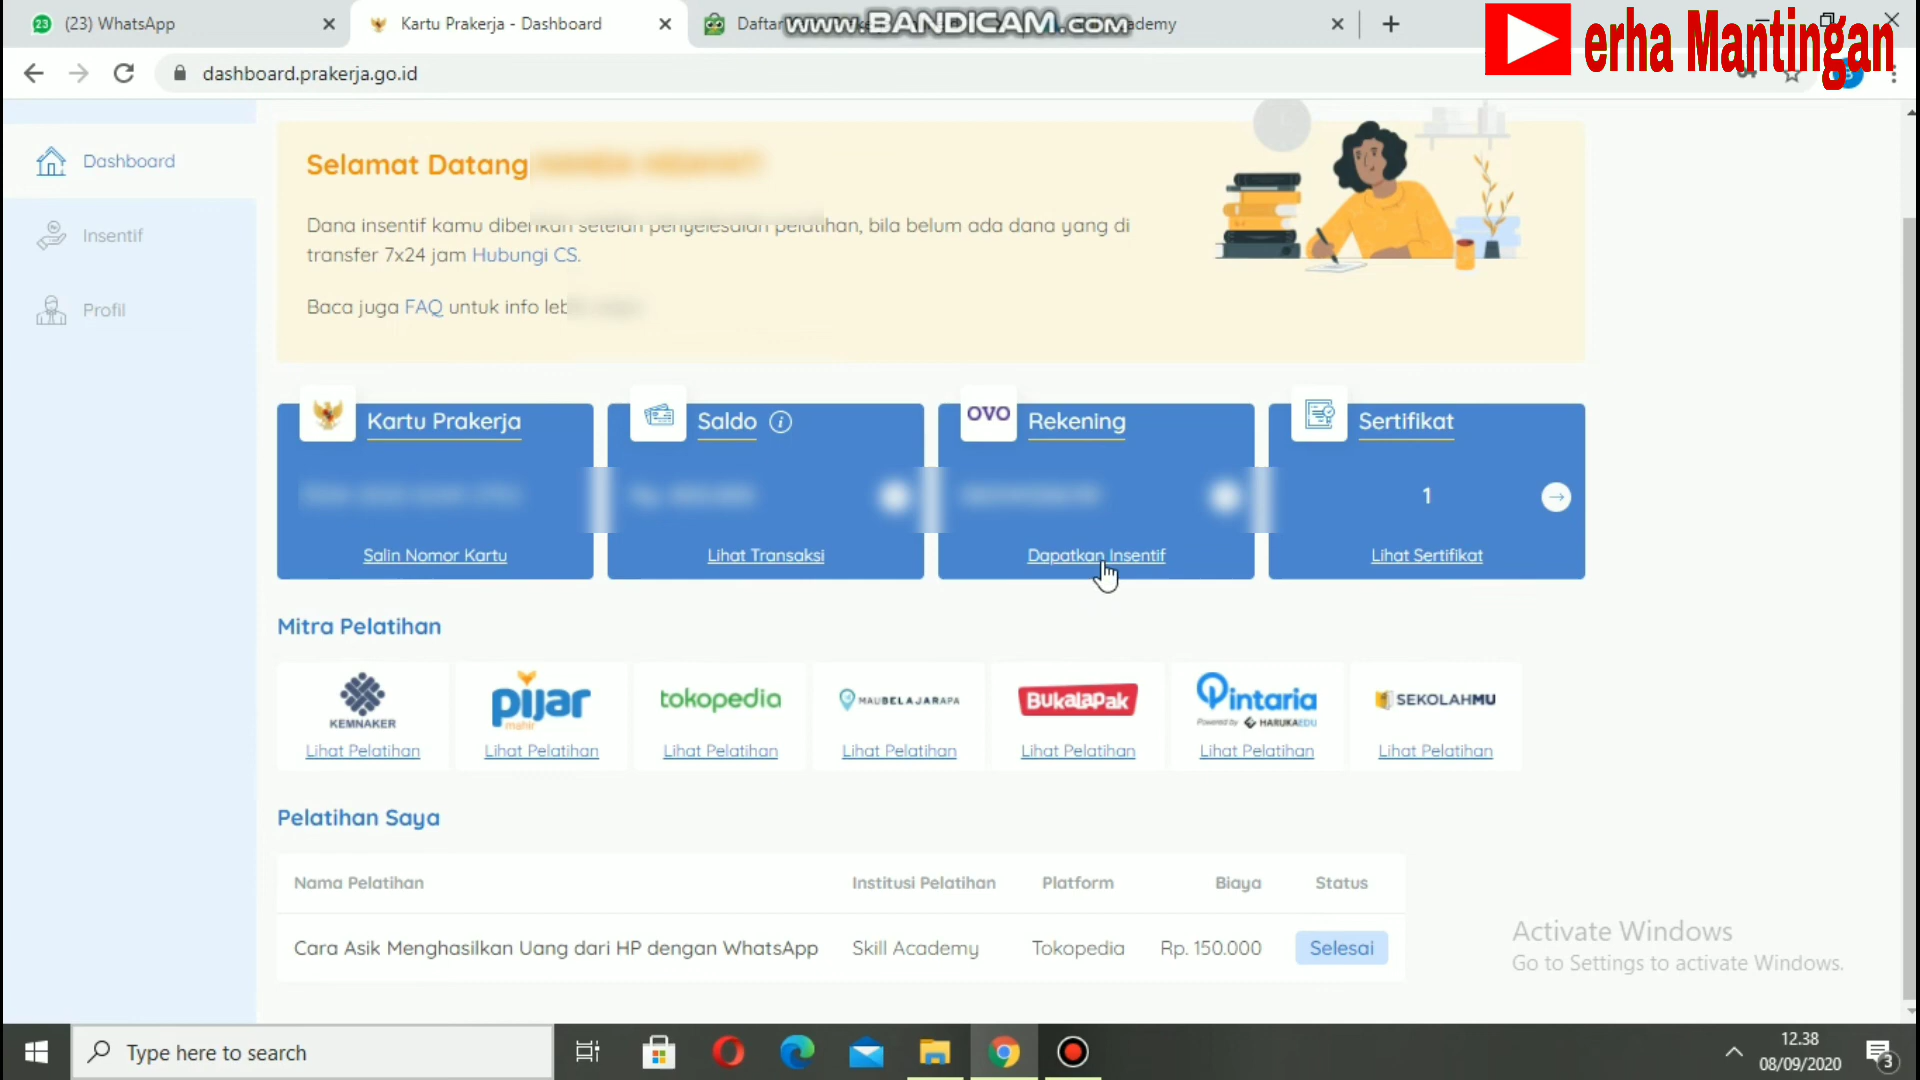 (23) WhatsApp
Kartu Prakerja - Dashboard
Daftar
www.BANDICAM.com
erha Mantingan
dashboard.prakerja.go.id
Dashboard
Insentif
Profil
Selamat Datang
Dana insentif kamu diberikan setelah penyelesaian pelatihan, bila belum ada dana yang di
transfer 7x24 jam Hubungi CS.
Baca juga FAQ untuk info
Kartu Prakerja
Salin Nomor Kartu
Saldo
Lihat Transaksi
OVO
Rekening
Dapatkan Insentif
Sertifikat
1
Lihat Sertifikat
Mitra Pelatihan
KEMNAKER
Lihat Pelatihan
pijar
mahir
Lihat Pelatihan
tokopedia
Lihat Pelatihan
MAUBELAJARAPA
Lihat Pelatihan
BukaLaPak
Lihat Pelatihan
Pintaria
Powered by HARUKAEDU
Lihat Pelatihan
SEKOLAHMU
Lihat Pelatihan
Pelatihan Saya
Nama Pelatihan Institusi Pelatihan Platform Biaya Status
Cara Asik Menghasilkan Uang dari HP dengan WhatsApp Skill Academy Tokopedia Rp. 150.000 Selesai
Activate Windows
Go to Settings to activate Windows.
Type here to search
12.38
08/09/2020
3